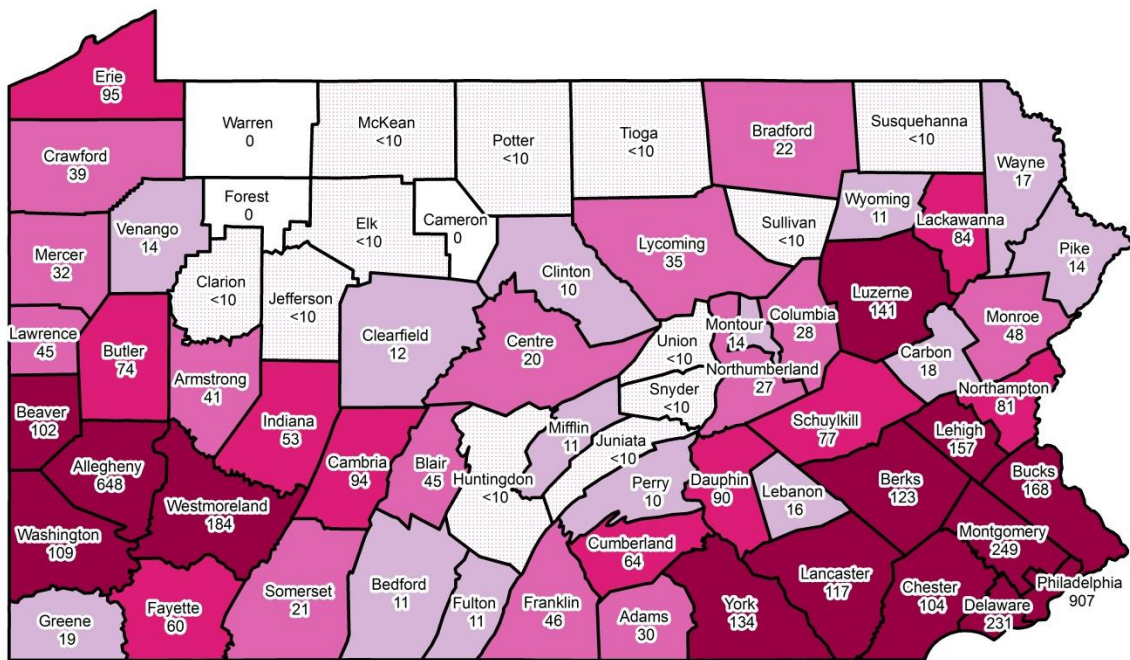 Erie
95
Warren
0
McKean
<10
Potter
<10
Tioga
<10
Bradford
22
Susquehanna
<10
Wayne
17
Crawford
39
Forest
0
Elk
<10
Cameron
0
Venango
14
Mercer
32
Clarion
<10
Jefferson
<10
Clinton
10
Lycoming
35
Sullivan
<10
Wyoming
11
Lackawanna
84
Pike
14
Luzerne
141
Monroe
48
Lawrence
45
Butler
74
Armstrong
41
Clearfield
12
Centre
20
Union
<10
Montour
14
Columbia
28
Carbon
18
Northumberland
27
Snyder
<10
Northampton
81
Beaver
102
Indiana
53
Mifflin
11
Juniata
<10
Schuylkill
77
Lehigh
157
Allegheny
648
Cambria
94
Blair
45
Huntingdon
<10
Perry
10
Dauphin
90
Lebanon
16
Berks
123
Bucks
168
Westmoreland
184
Washington
109
Cumberland
64
Montgomery
249
Greene
19
Fayette
60
Somerset
21
Bedford
11
Fulton
11
Franklin
46
Adams
30
York
134
Lancaster
117
Chester
104
Delaware
231
Philadelphia
907